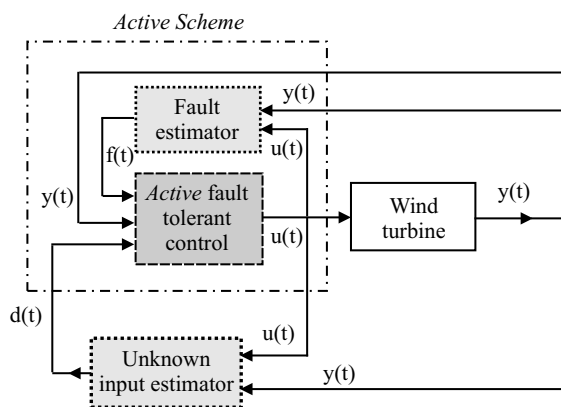 Active Scheme
y(t)
Fault
estimator
u(t)
f(t)
y(t)
Active fault
tolerant
control
u(t)
Wind
turbine
y(t)
d(t)
u(t)
Unknown
input estimator
y(t)